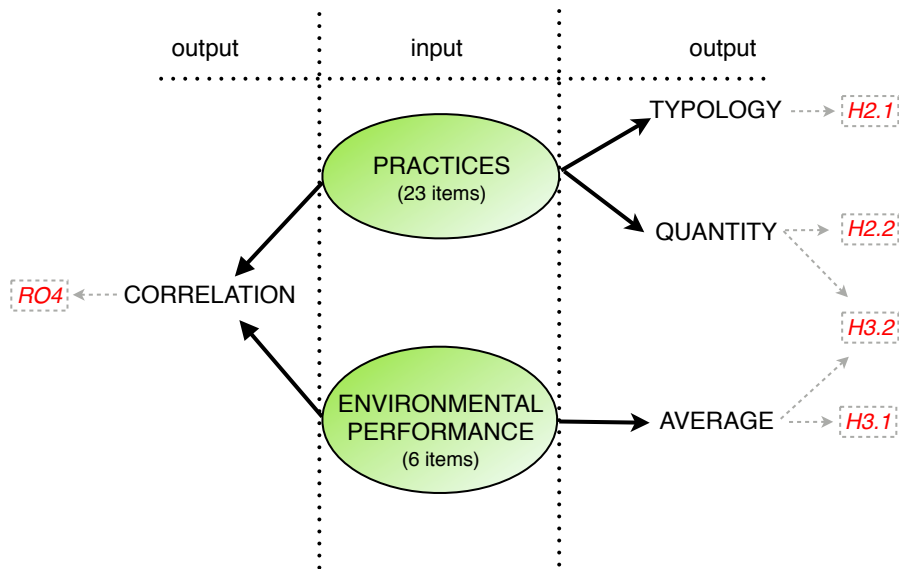 output
input
output
TYPOLOGY
H2.1
PRACTICES
(23 items)
QUANTITY
H2.2
RO4
CORRELATION
H3.2
ENVIRONMENTAL
PERFORMANCE
(6 items)
AVERAGE
H3.1